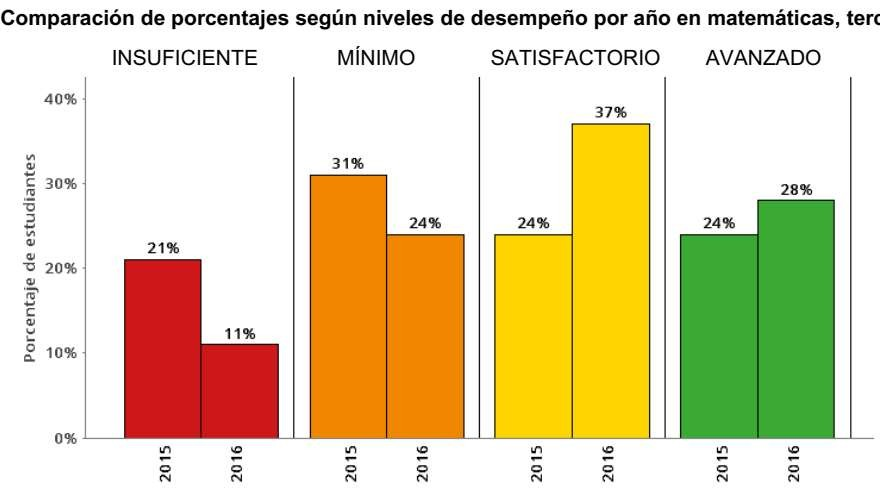 Comparación de porcentajes según niveles de desempeño por año en matemáticas,
INSUFICIENTE MÍNIMO SATISFACTORIO AVANZADO
40%
37%
31%
30%
28%
24% 24% 24%
21%
20%
11%
10%
0%
Porcentaje de estudiantes
2015 2016 2015 2016 2015 2016 2015 2016